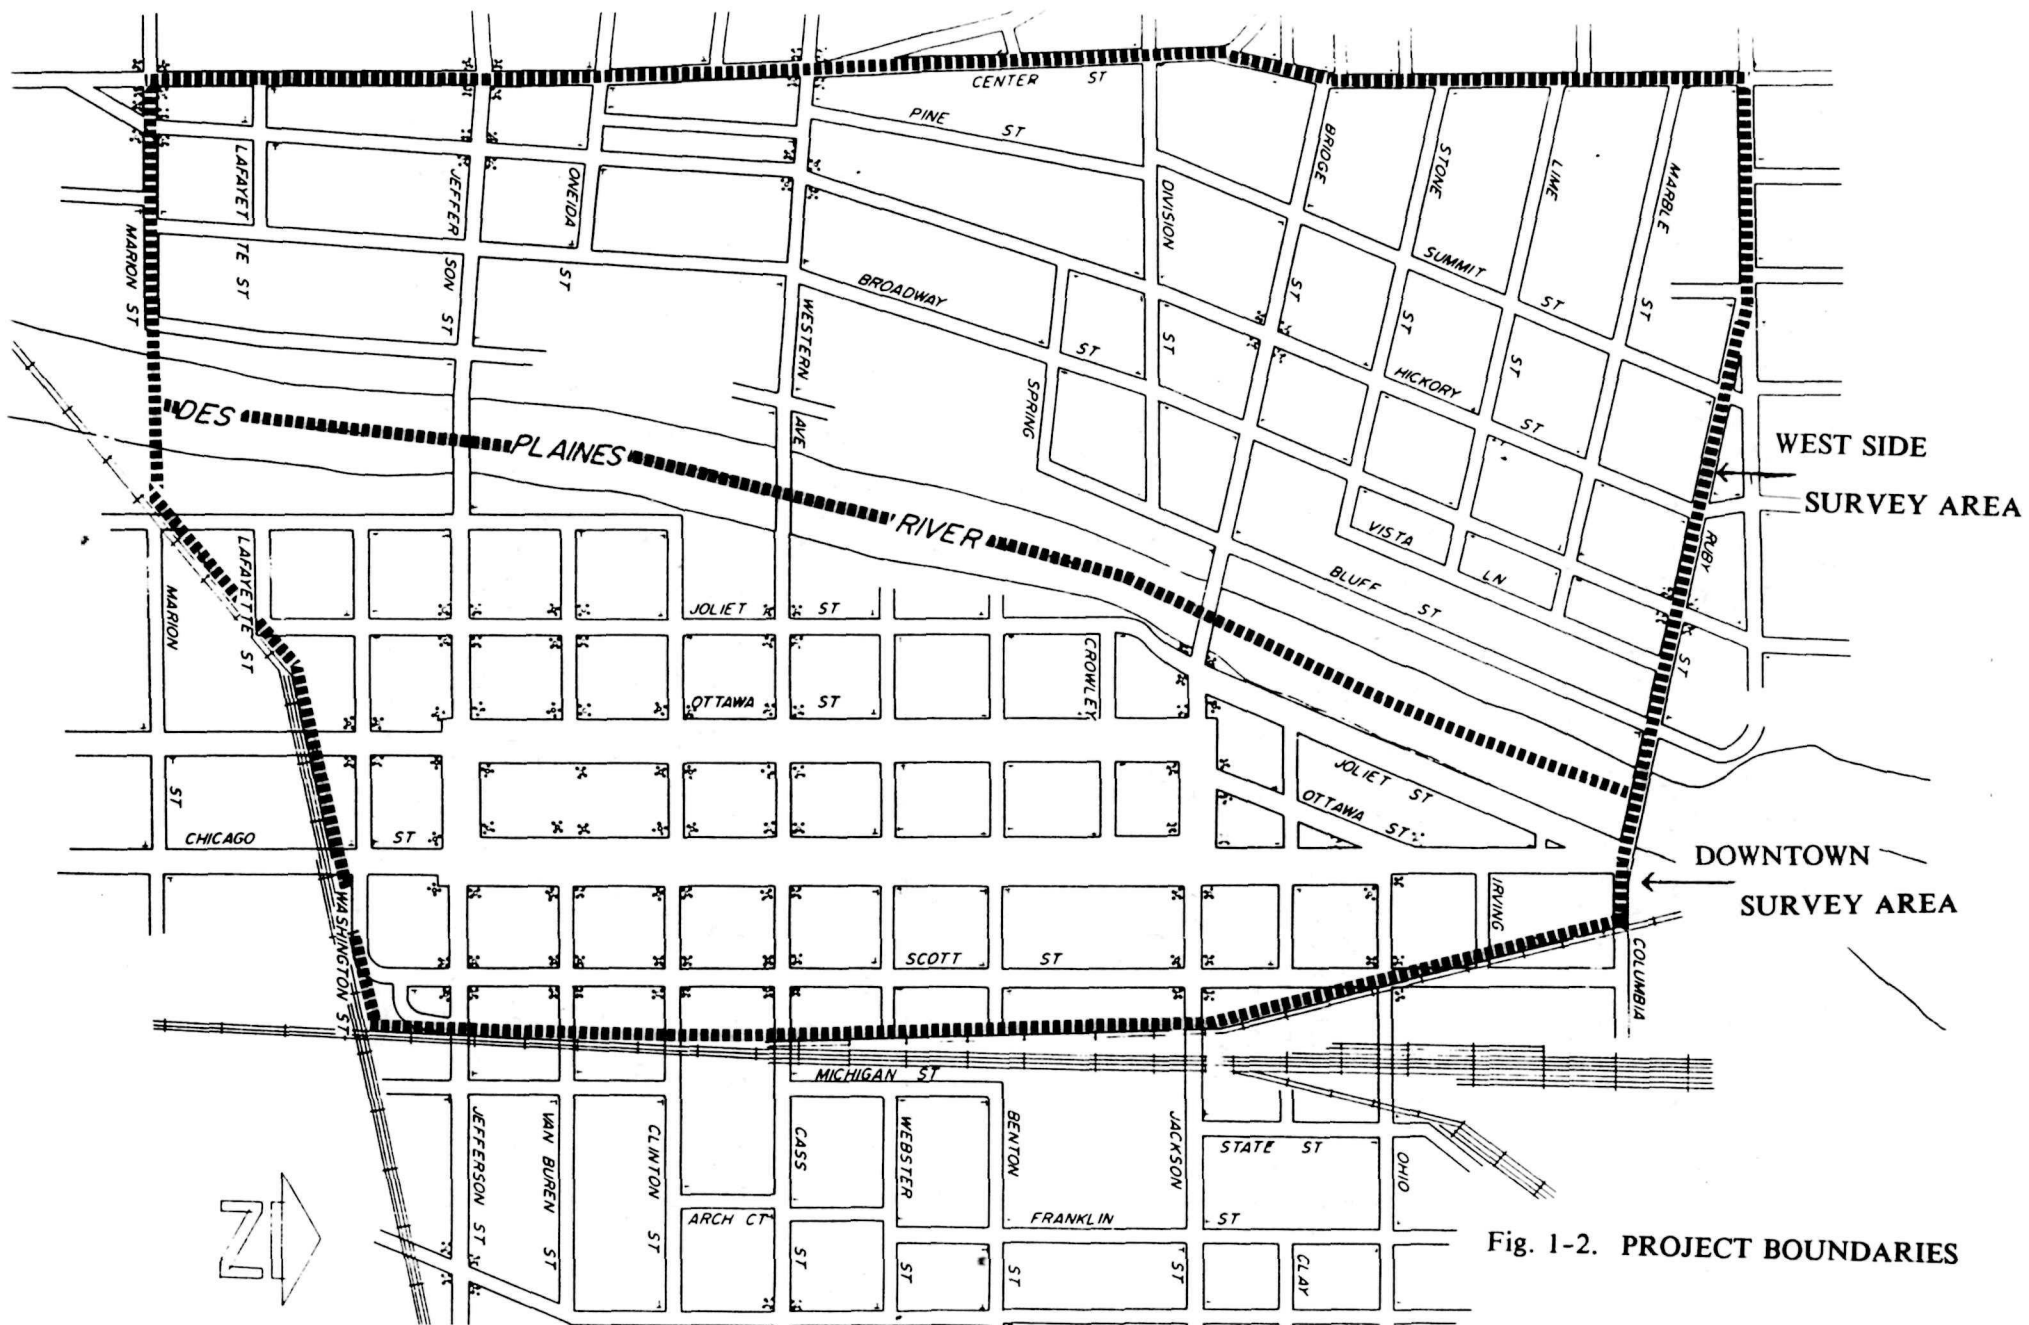 CENTER ST
PINE ST
LAFAYET TE ST
JEFFER SON ST
ONEIDA ST
MARION ST
DIVISION ST
BRIDGE ST
STONE ST
LIME ST
MARBLE ST
SUMMIT ST
BROADWAY ST
WESTERN AVE
SPRING
HICKORY ST
DES PLAINES RIVER
WEST SIDE
SURVEY AREA
VISTA LN
RUBY ST
BLUFF ST
LAFAYETTE ST
MARION ST
JOLIET ST
OTTAWA ST
CROWLEY
JOLIET ST
OTTAWA ST
CHICAGO ST
DOWNTOWN
SURVEY AREA
WASHINGTON ST
IRVING
SCOTT ST
COLUMBIA
MICHIGAN ST
JEFFERSON ST
VAN BUREN ST
CLINTON ST
CASS ST
WEBSTER ST
BENTON ST
JACKSON ST
STATE ST
OHIO
ARCH CT
FRANKLIN ST
CLAY
N
Fig. 1-2. PROJECT BOUNDARIES